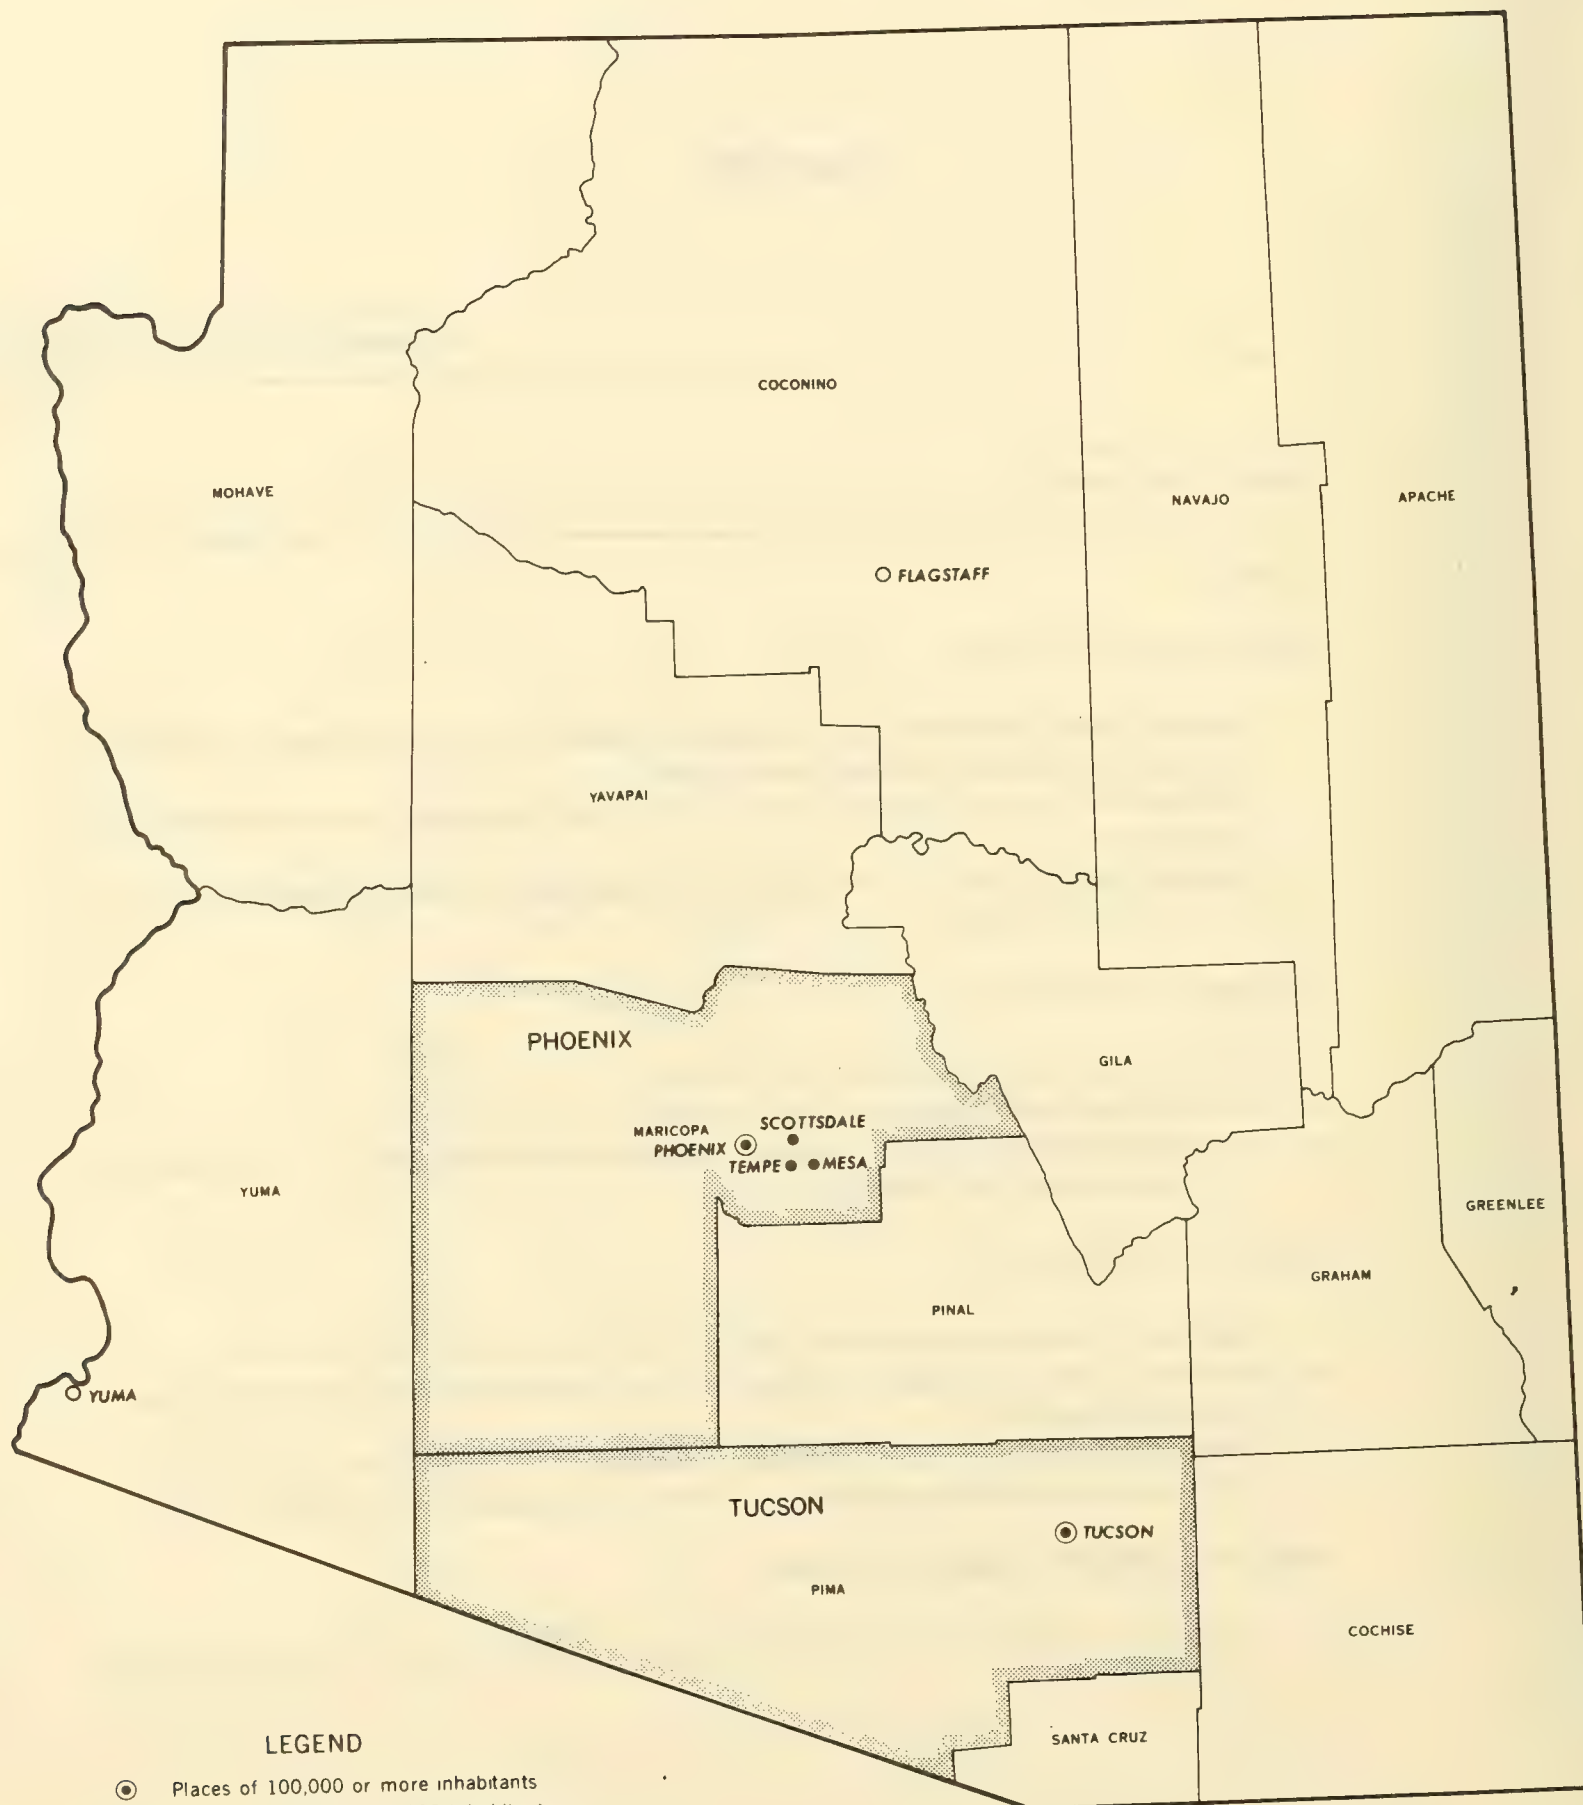 COCONINO
MOHAVE
NAVAJO
APACHE
FLAGSTAFF
YAVAPAI
PHOENIX
GILA
SCOTTSDALE
MARICOPA
PHOENIX
TEMPE
MESA
YUMA
GREENLEE
GRAHAM
PINAL
YUMA
TUCSON
TUCSON
PIMA
COCHISE
SANTA CRUZ
LEGEND
Places of 100,000 or more inhabitants